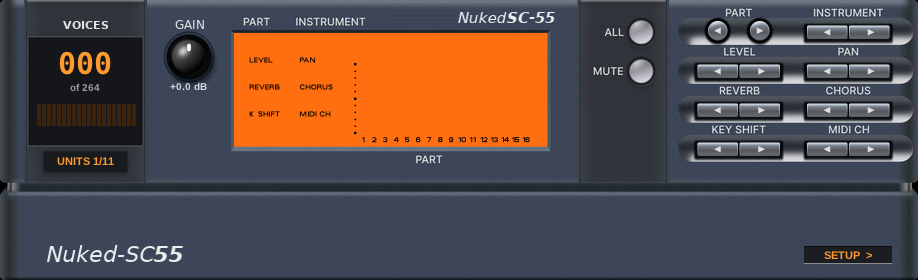 VOICES
000
of 264
UNITS 1/11
GAIN
+0.0 dB
PART INSTRUMENT
NukedSC-55
LEVEL PAN
REVERB CHORUS
K SHIFT MIDI CH
1 2 3 4 5 6 7 8 9 10 11 12 13 14 15 16
PART
ALL
MUTE
PART INSTRUMENT
LEVEL PAN
REVERB CHORUS
KEY SHIFT MIDI CH
Nuked-SC55
SETUP >